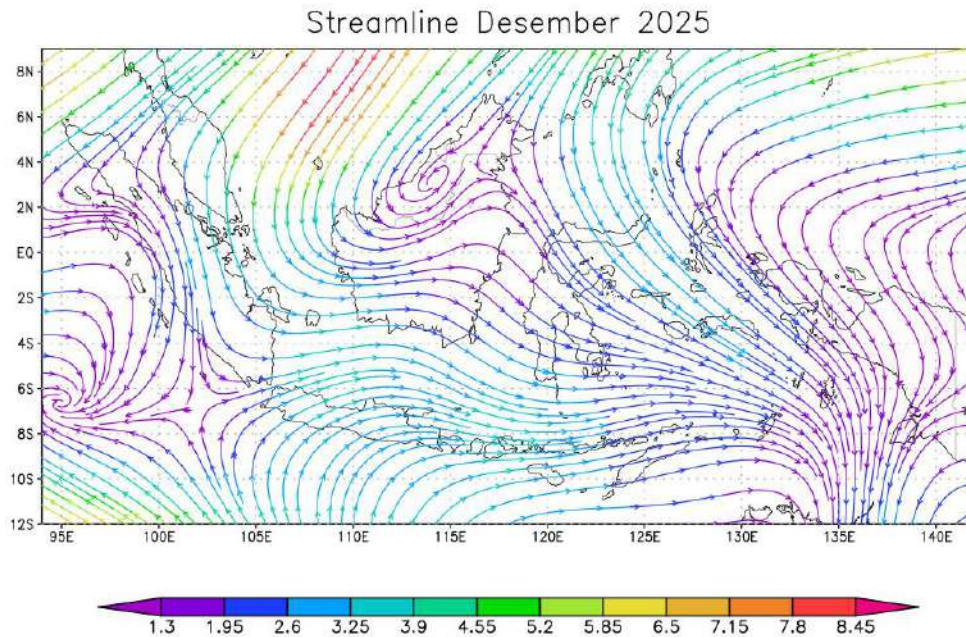 Streamline Desember 2025
8N
6N
4N
2N
EQ
2S
4S
6S
8S
10S
12S
95E 100E 105E 110E 115E 120E 125E 130E 135E 140E
1.3 1.95 2.6 3.25 3.9 4.55 5.2 5.85 6.5 7.15 7.8 8.45